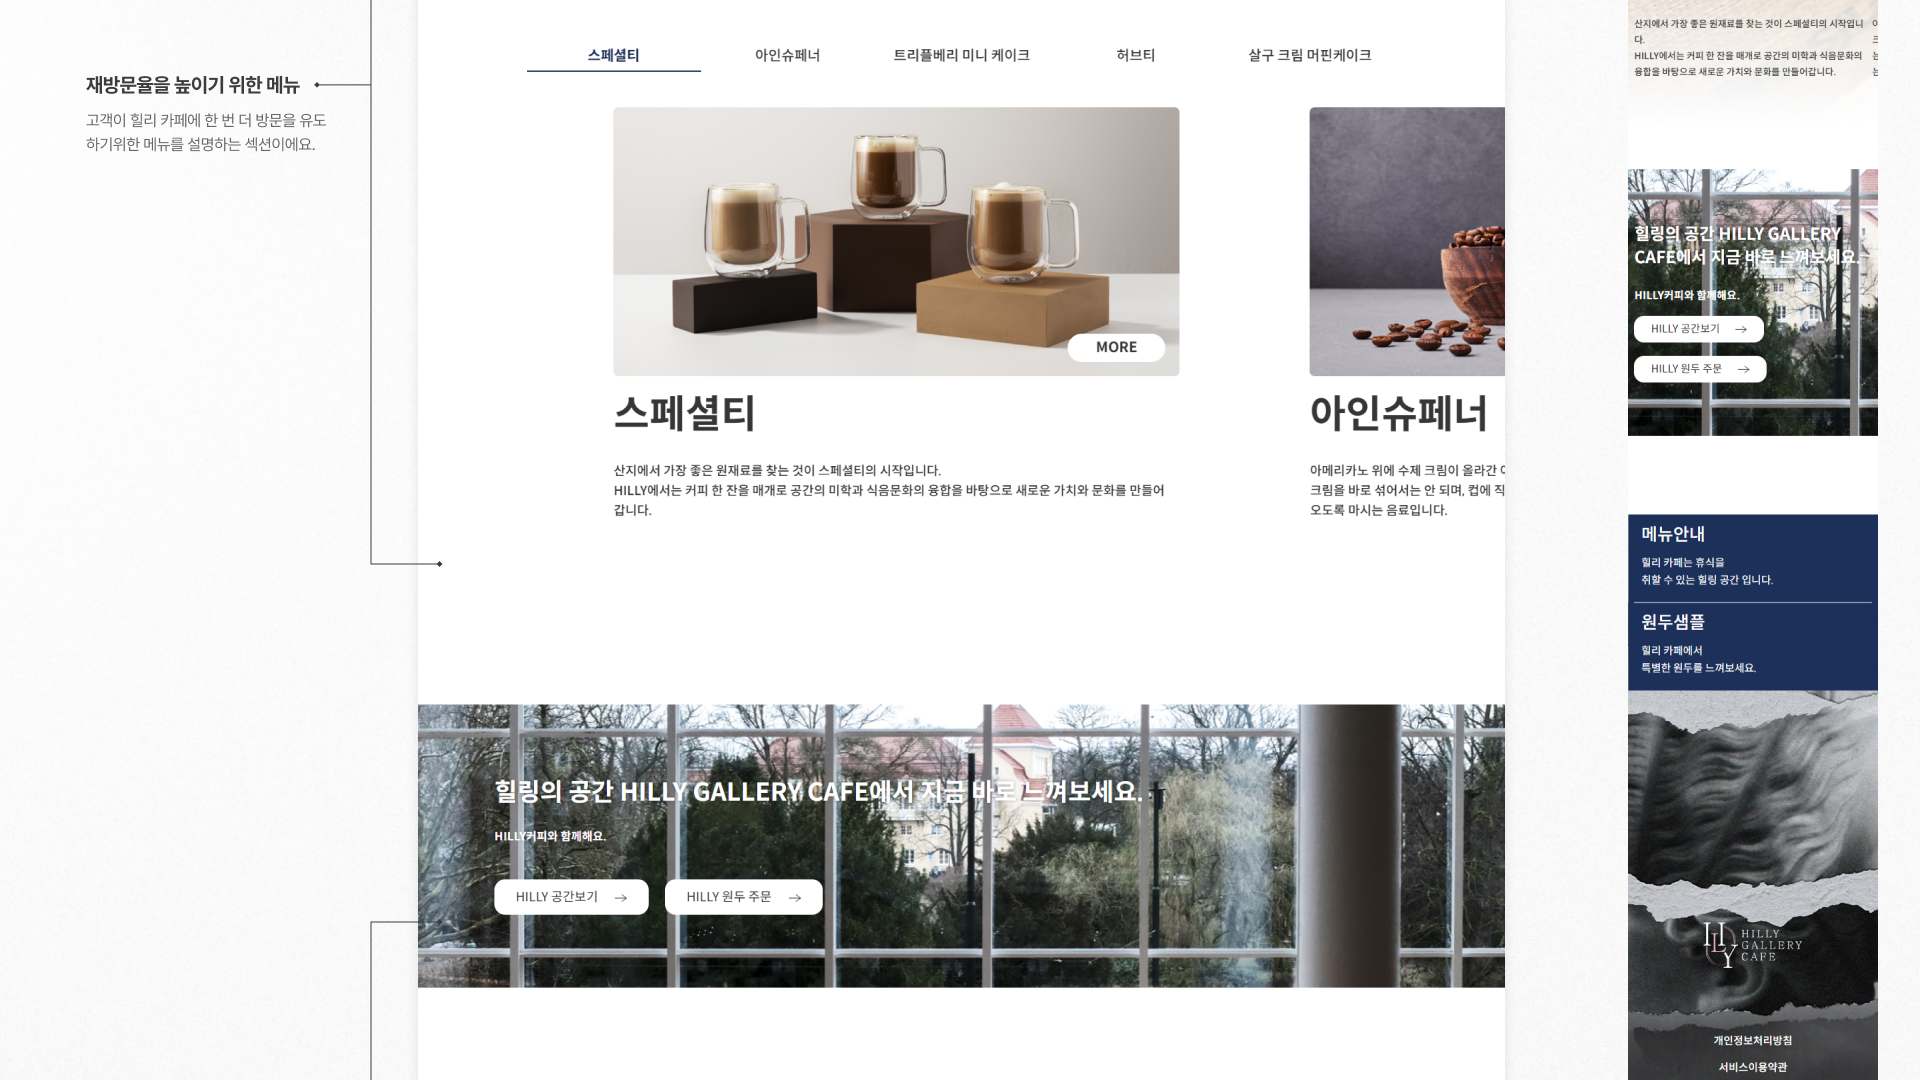 재방문율을 높이기 위한 메뉴
고객이 힐리 카페에 한 번 더 방문을 유도
하기위한 메뉴를 설명하는 섹션이에요.
스페셜티
아인슈페너
트리플베리 미니 케이크
허브티
살구 크림 머핀케이크
MORE
스페셜티
산지에서 가장 좋은 원재료를 찾는 것이 스페셜티의 시작입니다.
HILLY에서는 커피 한 잔을 매개로 공간의 미학과 식음문화의 융합을 바탕으로 새로운 가치와 문화를 만들어
갑니다.
아인슈페너
아메리카노 위에 수제 크림이 올라간
크림을 바로 섞어서는 안 되며, 컵에 직
오도록 마시는 음료입니다.
힐링의 공간 HILLY GALLERY CAFE에서 지금 바로 느껴보세요.
HILLY커피와 함께해요.
HILLY 공간보기
HILLY 원두 주문
산지에서 가장 좋은 원재료를 찾는 것이 스페셜티의 시작입니
다.
HILLY에서는 커피 한 잔을 매개로 공간의 미학과 식음문화의
융합을 바탕으로 새로운 가치와 문화를 만들어갑니다.
힐링의 공간 HILLY GALLERY
CAFE에서 지금 바로 느껴보세요.
HILLY커피와 함께해요.
HILLY 공간보기
HILLY 원두 주문
메뉴안내
힐리 카페는 휴식을
취할 수 있는 힐링 공간 입니다.
원두샘플
힐리 카페에서
특별한 원두를 느껴보세요.
HILLY
HILLY
GALLERY
CAFE
개인정보처리방침
서비스이용약관